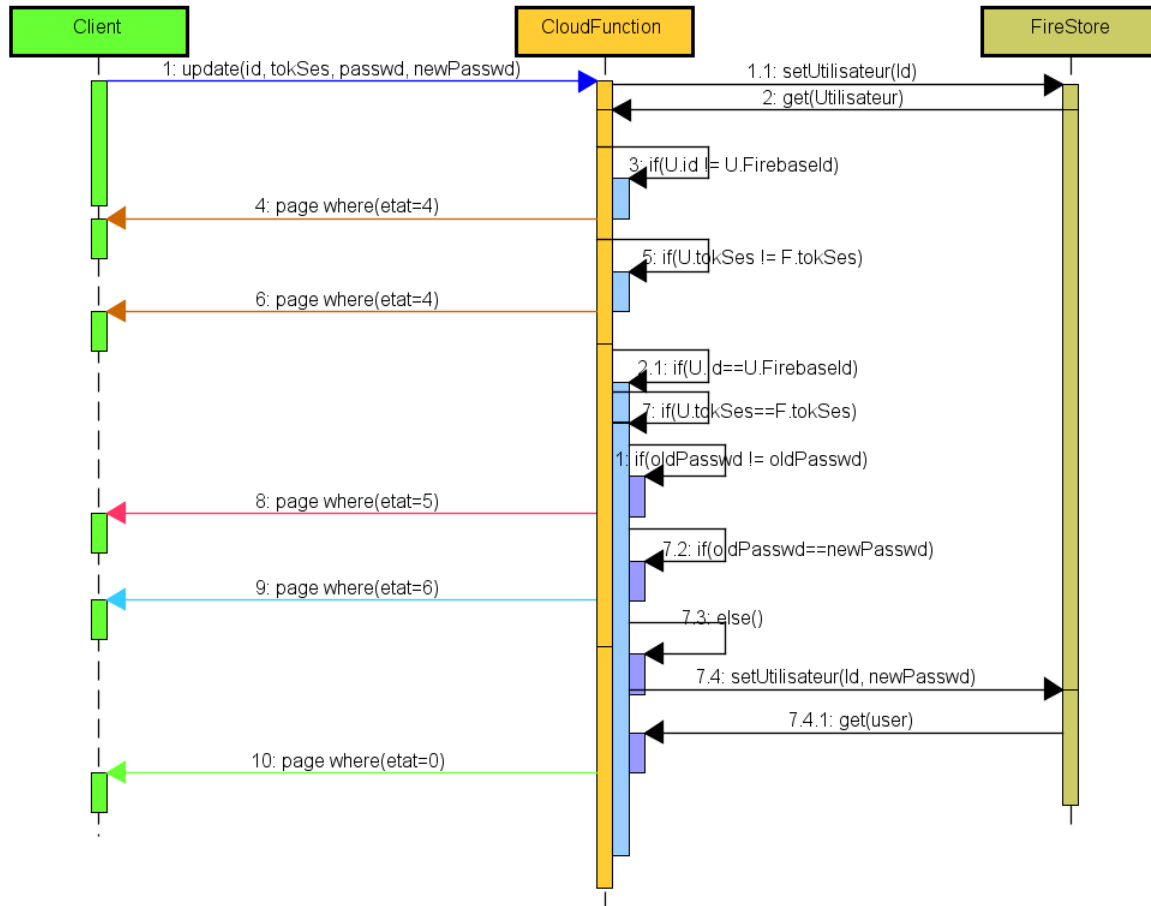 Client
CloudFunction
FireStore
1: update(id, tokSes, passwd, newPasswd)
1.1: setUtilisateur(Id)
2: get(Utilisateur)
3: if(U.id != U.FirebaseId)
4: page where(etat=4)
5: if(U.tokSes != F.tokSes)
6: page where(etat=4)
2.1: if(U.id==U.FirebaseId)
7: if(U.tokSes==F.tokSes)
1: if(oldPasswd != oldPasswd)
8: page where(etat=5)
7.2: if(oldPasswd==newPasswd)
9: page where(etat=6)
7.3: else()
7.4: setUtilisateur(Id, newPasswd)
7.4.1: get(user)
10: page where(etat=0)